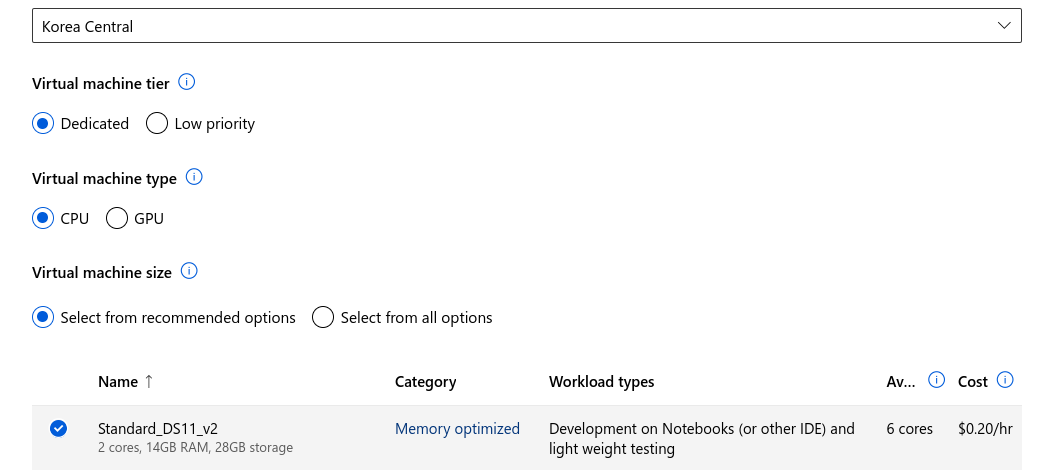 Korea Central
Virtual machine tier
Dedicated Low priority
Virtual machine type
CPU GPU
Virtual machine size
Select from recommended options Select from all options
Name ↑ Category Workload types Av... Cost
Standard_DS11_v2 Memory optimized Development on Notebooks (or other IDE) and 6 cores $0.20/hr
2 cores, 14GB RAM, 28GB storage light weight testing